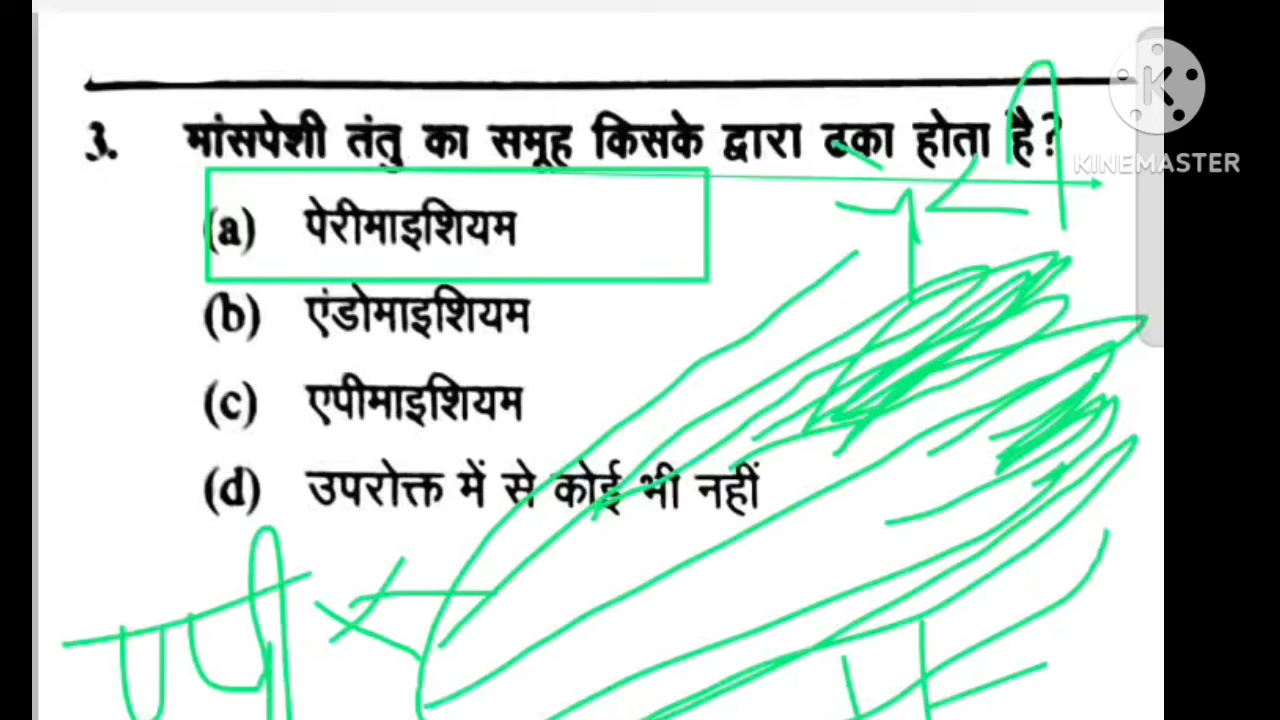 3. मांसपेशी तंतु का समूह किसके द्वारा ढका होता है?
KINEMASTER
(a) पेरीमाइशियम
(b) एंडोमाइशियम
(c) एपीमाइशियम
(d) उपरोक्त में से कोई भी नहीं